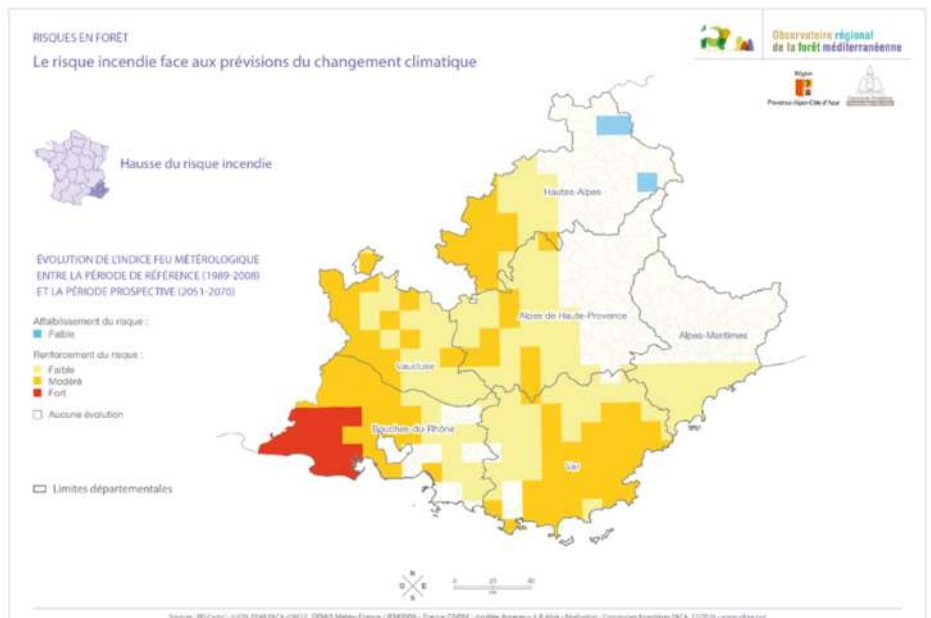 RISQUES EN FORÊT
Le risque incendie face aux prévisions du changement climatique
Observatoire régional
de la forêt méditerranéenne
Région
Provence-Alpes-Côte d'Azur
Hausse du risque incendie
ÉVOLUTION DE L'INDICE FEU MÉTÉROLOGIQUE
ENTRE LA PÉRIODE DE RÉFÉRENCE (1989-2008)
ET LA PÉRIODE PROSPECTIVE (2051-2070)
Affaiblissement du risque :
Faible
Renforcement du risque :
Faible
Modéré
Fort
Aucune évolution
Limites départementales
Hautes-Alpes
Alpes de Haute-Provence
Alpes-Maritimes
Vaucluse
Bouches-du-Rhône
Var
N
O E
S
0 20 40
km